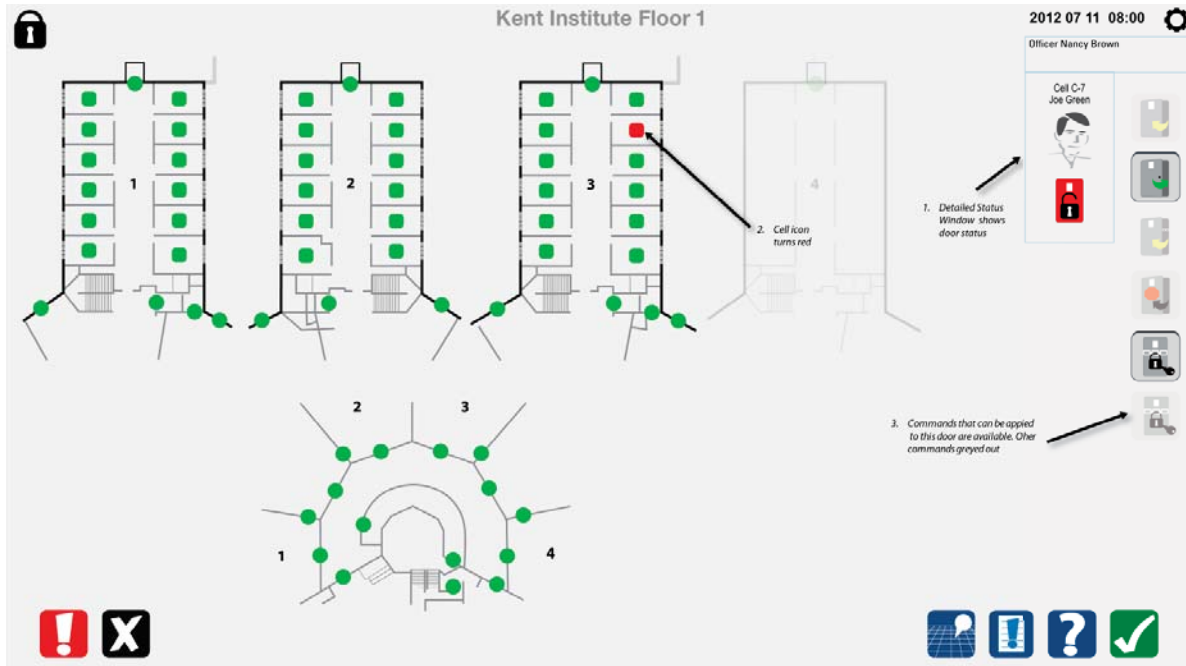 Kent Institute Floor 1
2012 07 11 08:00
Officer Nancy Brown
Cell C-7
Joe Green
1
2
3
4
1. Detailed Status
Window shows
door status
2. Cell icon
turns red
3. Commands that can be appied
to this door are available. Oher
commands greyed out
2
3
1
4